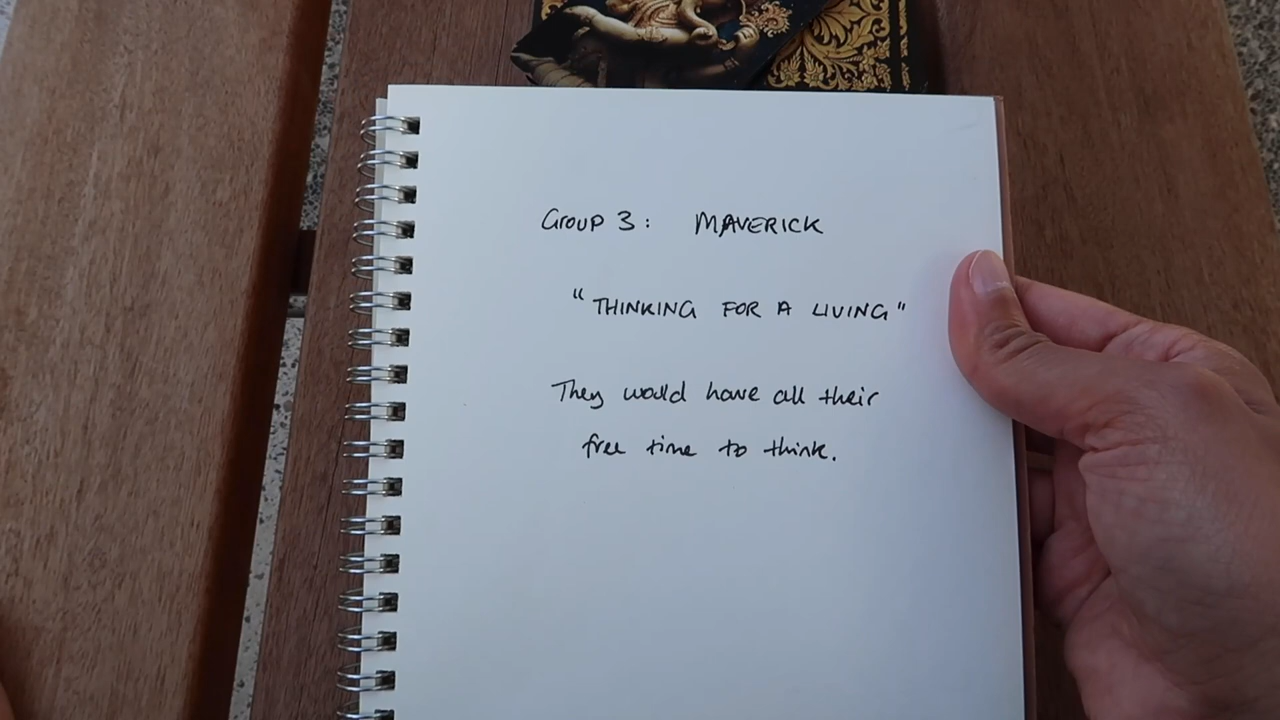 Group 3: MAVERICK
"THINKING FOR A LIVING"
They would have all their
free time to think.